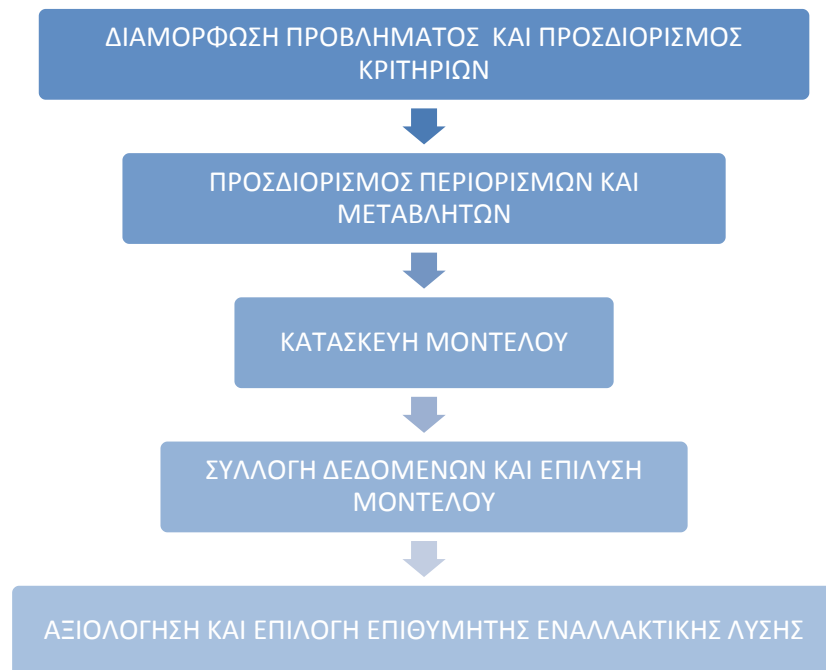 ΔΙΑΜΟΡΦΩΣΗ ΠΡΟΒΛΗΜΑΤΟΣ ΚΑΙ ΠΡΟΣΔΙΟΡΙΣΜΟΣ
ΚΡΙΤΗΡΙΩΝ
ΠΡΟΣΔΙΟΡΙΣΜΟΣ ΠΕΡΙΟΡΙΣΜΩΝ ΚΑΙ
ΜΕΤΑΒΛΗΤΩΝ
ΚΑΤΑΣΚΕΥΗ ΜΟΝΤΕΛΟΥ
ΣΥΛΛΟΓΗ ΔΕΔΟΜΕΝΩΝ ΚΑΙ ΕΠΙΛΥΣΗ
ΜΟΝΤΕΛΟΥ
ΑΞΙΟΛΟΓΗΣΗ ΚΑΙ ΕΠΙΛΟΓΗ ΕΠΙΘΥΜΗΤΗΣ ΕΝΑΛΛΑΚΤΙΚΗΣ ΛΥΣΗΣ